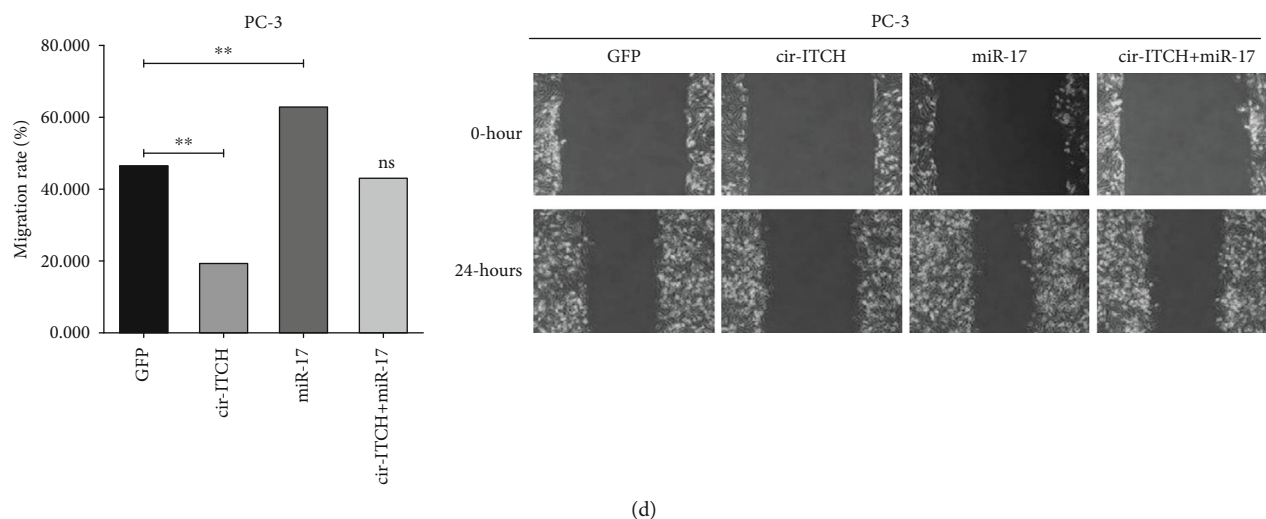 PC-3
80.000
60.000
40.000
20.000
0.000
Migration rate (%)
**
**
ns
GFP
cir-ITCH
miR-17
cir-ITCH+miR-17
PC-3
GFP cir-ITCH miR-17 cir-ITCH+miR-17
0-hour
24-hours
(d)